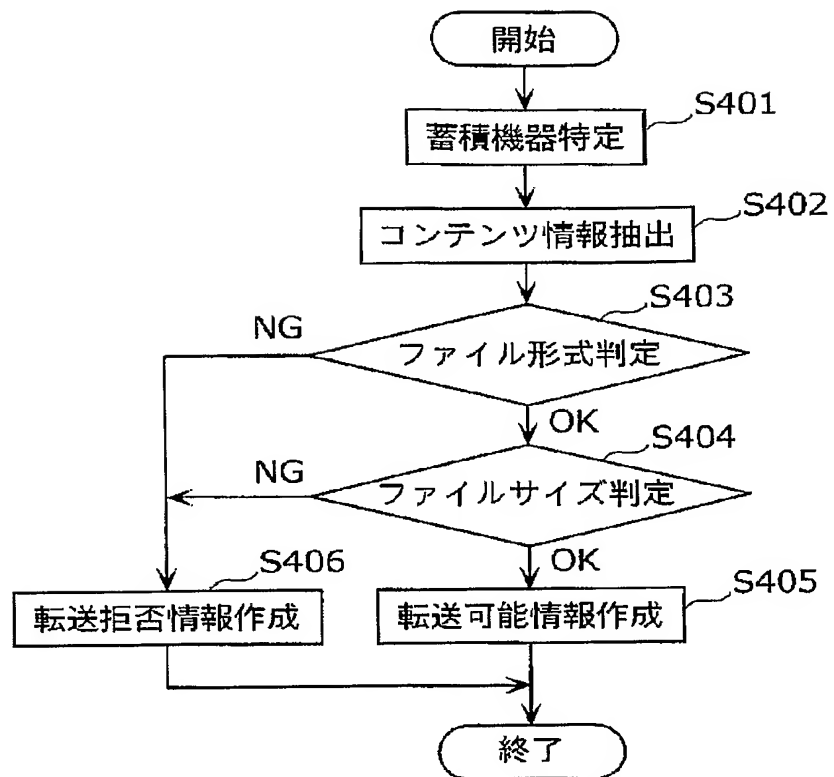 開始
S401
蓄積機器特定
S402
コンテンツ情報抽出
S403
NG
ファイル形式判定
OK
S404
NG
ファイルサイズ判定
OK
S406
S405
転送拒否情報作成
転送可能情報作成
終了